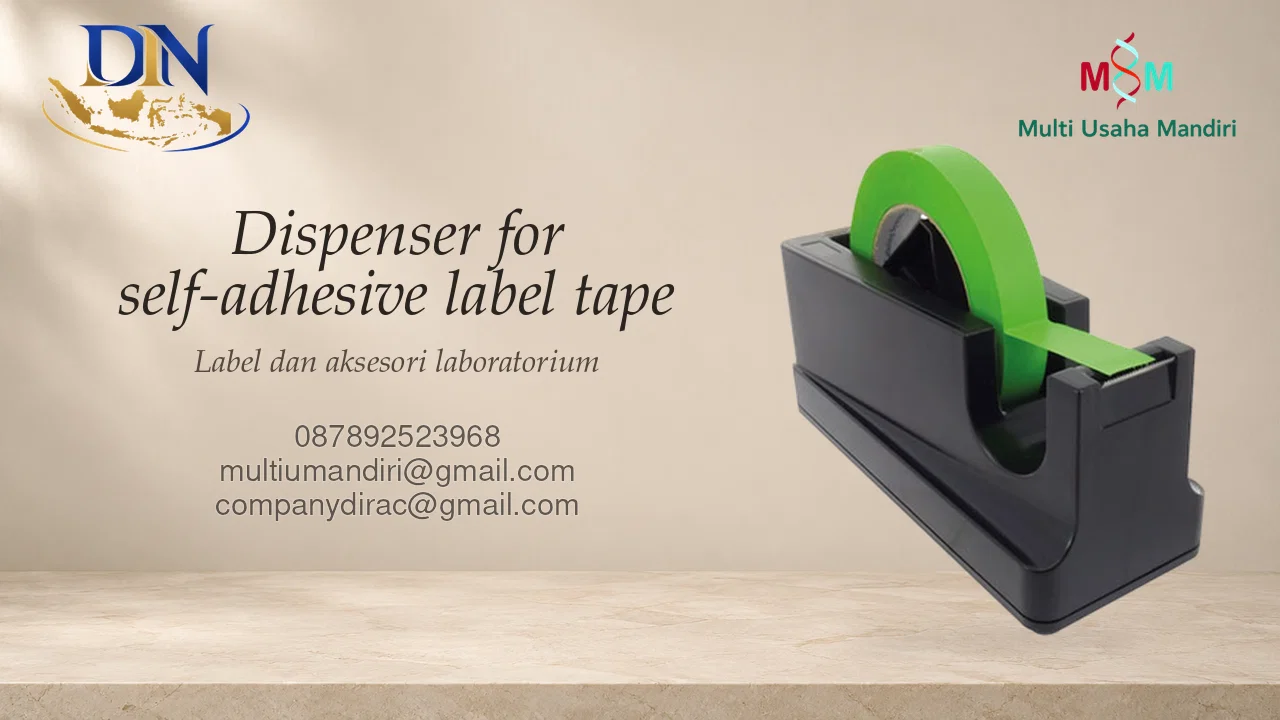 DN
M M
Multi Usaha Mandiri
Dispenser for
self-adhesive label tape
Label dan aksesori laboratorium
087892523968
multiumandiri@gmail.com
companydirac@gmail.com